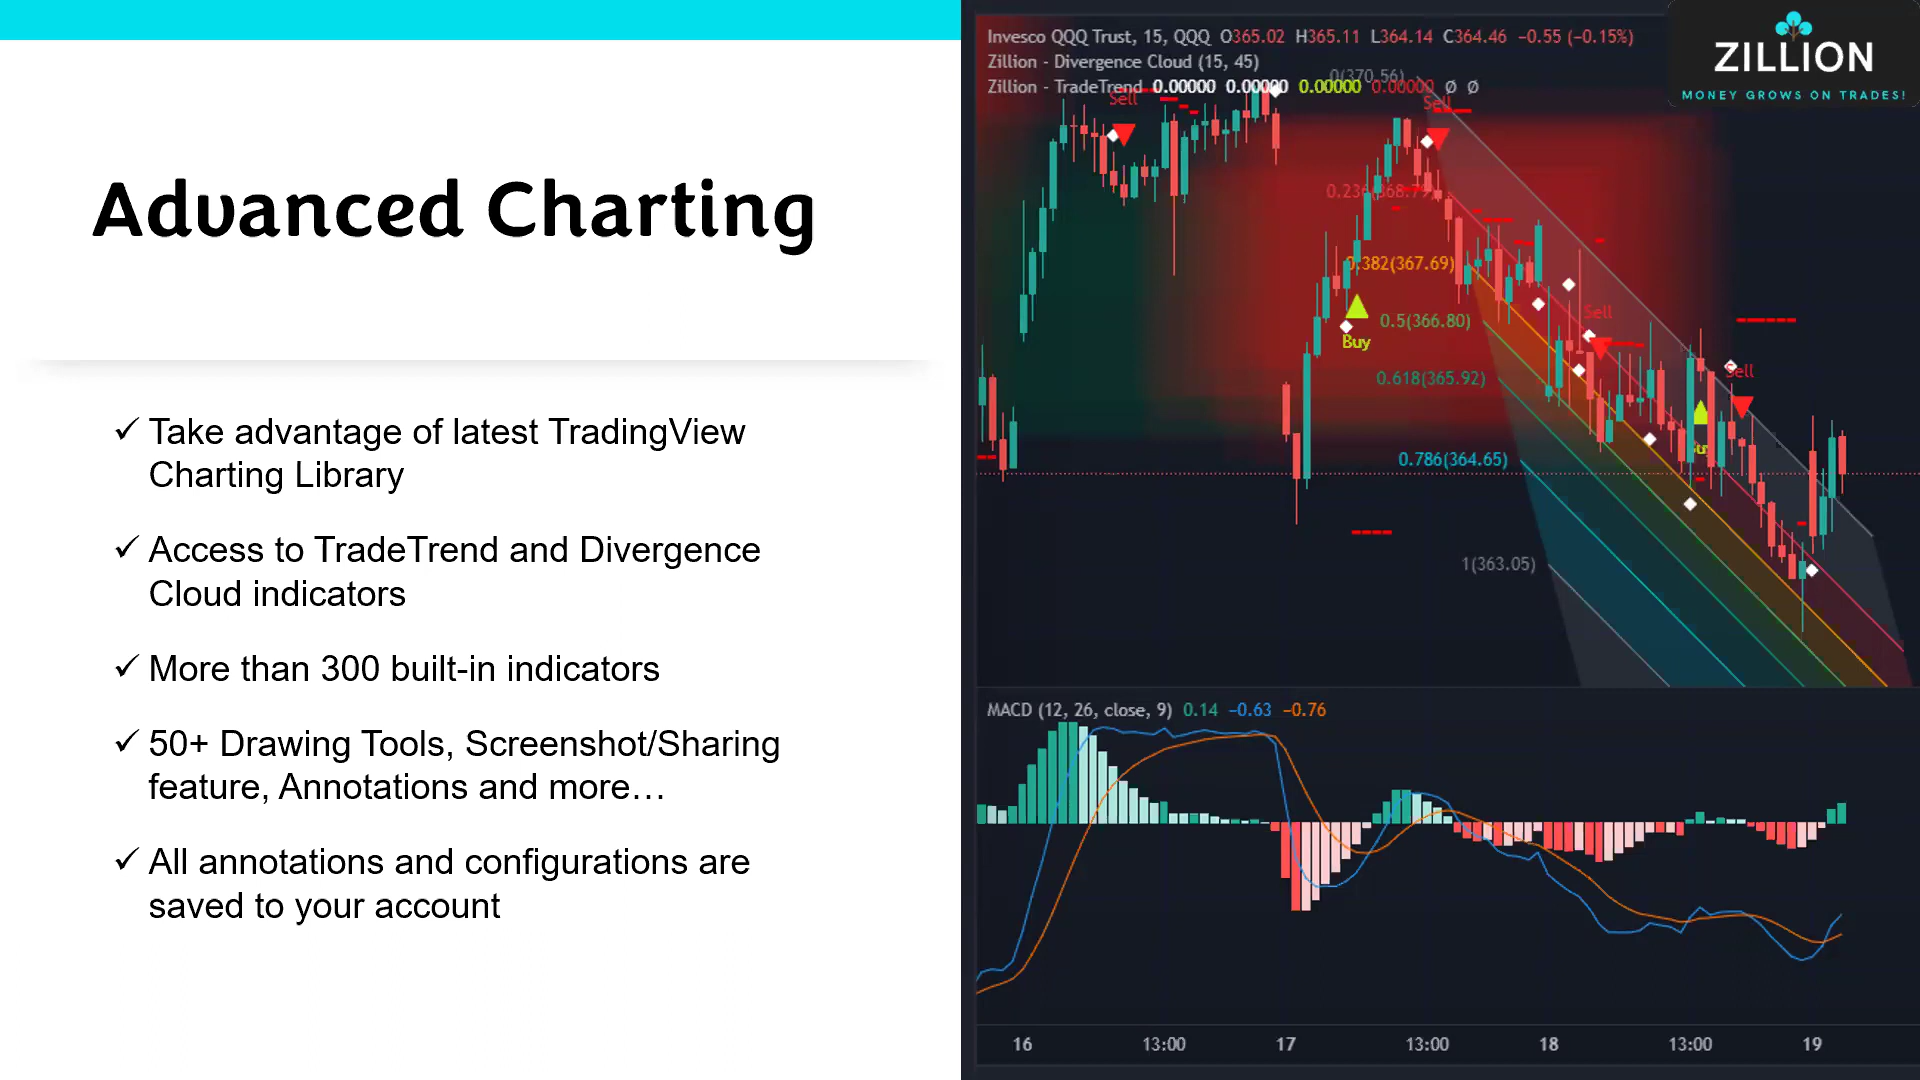 Advanced Charting
✓ Take advantage of latest TradingView
Charting Library
✓ Access to TradeTrend and Divergence
Cloud indicators
✓ More than 300 built-in indicators
✓ 50+ Drawing Tools, Screenshot/Sharing
feature, Annotations and more…
✓ All annotations and configurations are
saved to your account
Invesco QQQ Trust, 15, QQQ O365.02 H365.11 L364.14 C364.46 −0.55 (−0.15%)
Zillion - Divergence Cloud (15, 45)
Zillion - TradeTrend 0.00000 0.00000 0.00000 0.00000 Ø Ø
ZILLION
MONEY GROWS ON TRADES!
0(370.56)
Sell
Sell
0.382(367.69)
Sell
0.5(366.80)
Buy
Sell
0.618(365.92)
0.786(364.65)
1(363.05)
MACD (12, 26, close, 9) 0.14 −0.63 −0.76
16 13:00 17 13:00 18 13:00 19